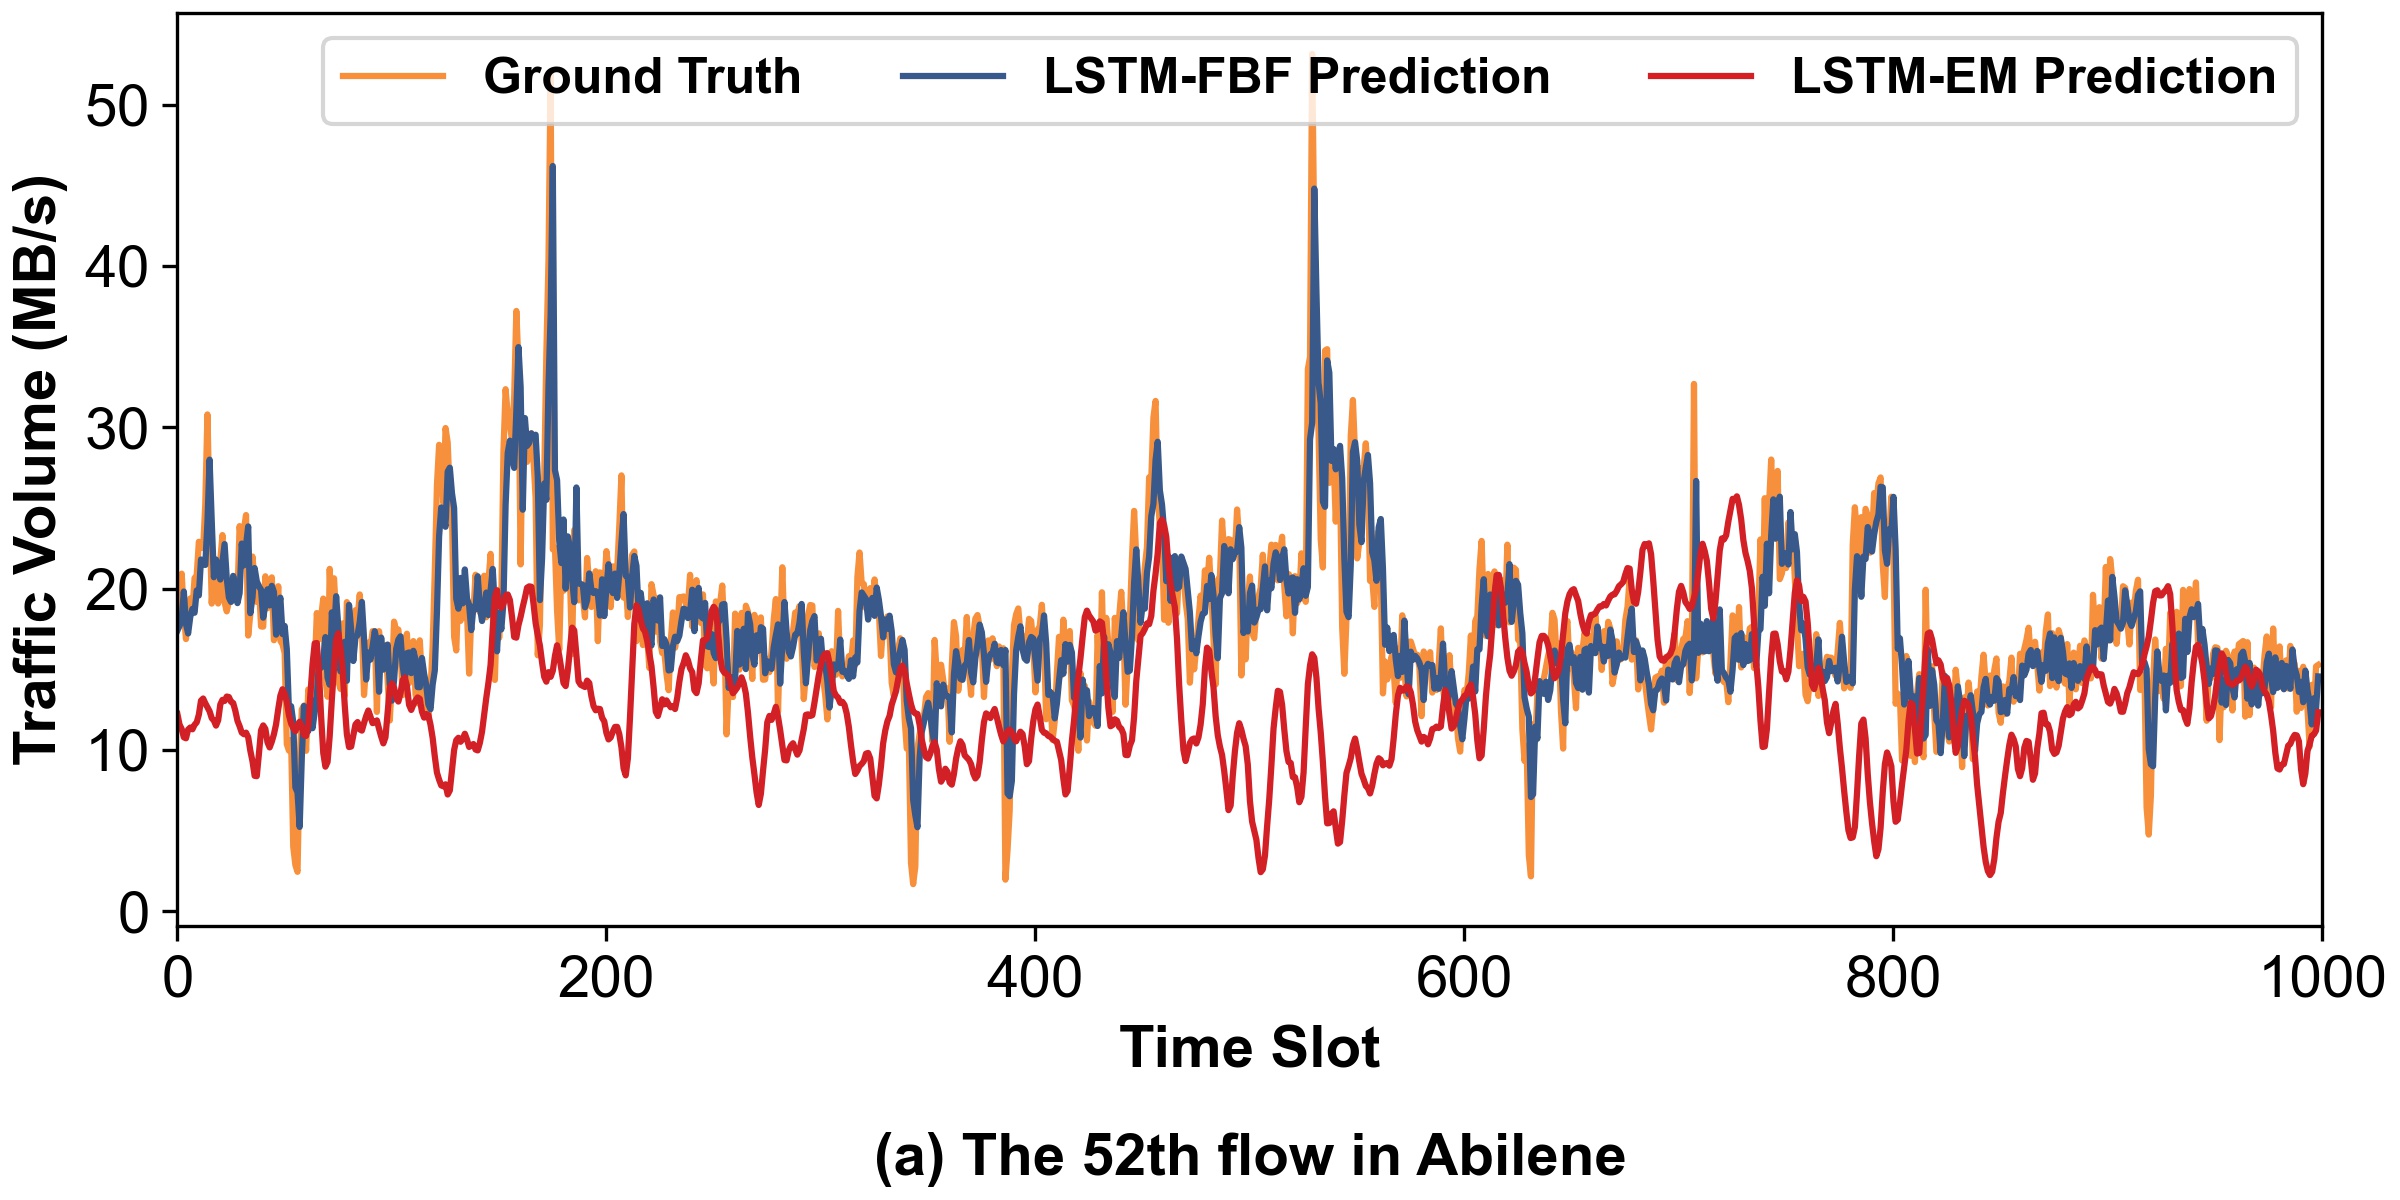 Ground Truth LSTM-FBF Prediction LSTM-EM Prediction
Traffic Volume (MB/s)
50
40
30
20
10
0
0 200 400 600 800 1000
Time Slot
(a) The 52th flow in Abilene